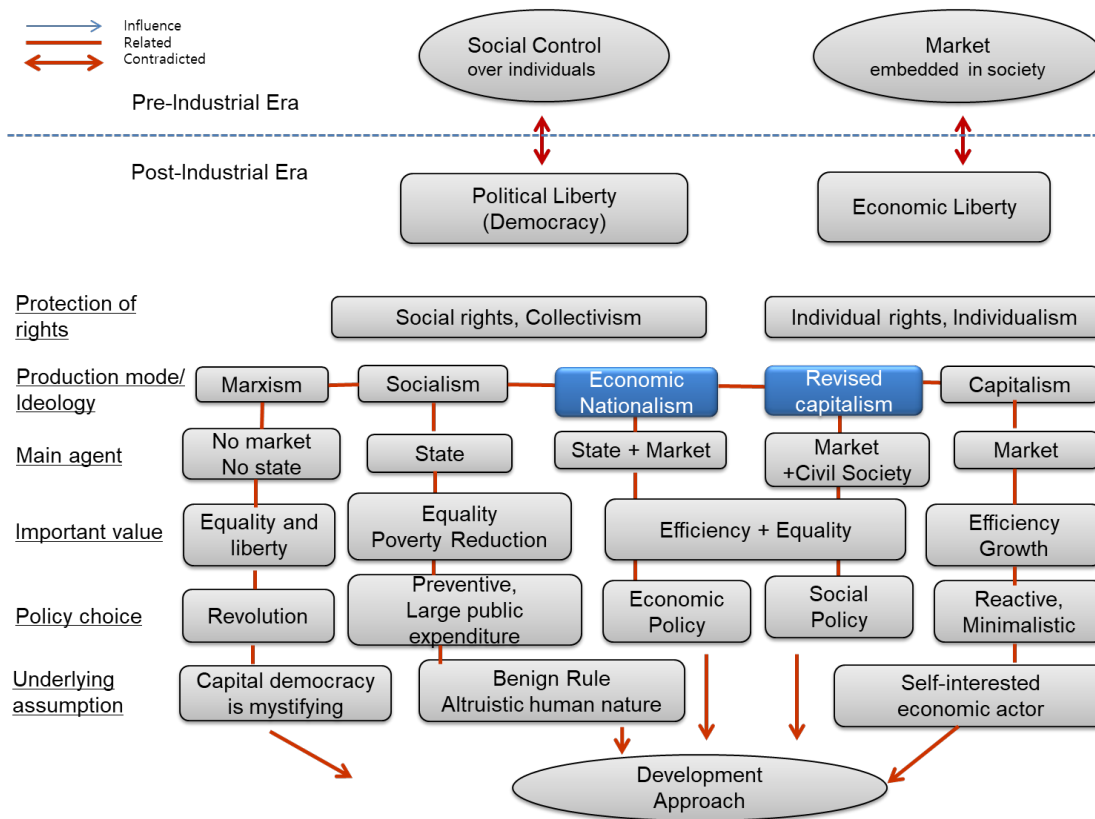 Influence
Related
Contradicted
Social Control
over individuals
Market
embedded in society
Pre-Industrial Era
Post-Industrial Era
Political Liberty
(Democracy)
Economic Liberty
Protection of
rights
Social rights, Collectivism
Individual rights, Individualism
Production mode/
Ideology
Marxism
Socialism
Economic
Nationalism
Revised
capitalism
Capitalism
Main agent
No market
No state
State
State + Market
Market
+Civil Society
Market
Important value
Equality and
liberty
Equality
Poverty Reduction
Efficiency + Equality
Efficiency
Growth
Policy choice
Revolution
Preventive,
Large public
expenditure
Economic
Policy
Social
Policy
Reactive,
Minimalistic
Underlying
assumption
Capital democracy
is mystifying
Benign Rule
Altruistic human nature
Self-interested
economic actor
Development
Approach